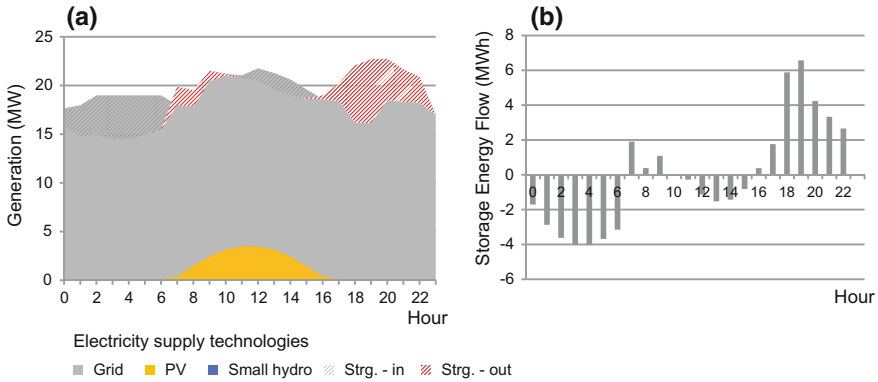 (a)
(b)
Generation (MW)
25
20
15
10
5
0
0 2 4 6 8 10 12 14 16 18 20 22
Hour
Storage Energy Flow (MWh)
8
6
4
2
0
-2
-4
-6
0 2 4 6 8 10 12 14 16 18 20 22
Hour
Electricity supply technologies
Grid PV Small hydro Strg. - in Strg. - out